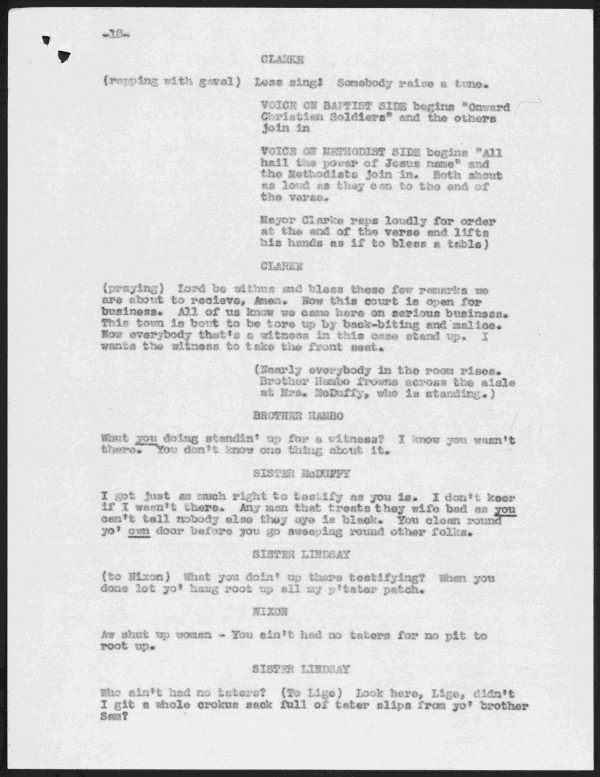 -18-
CLARKE
(rapping with gavel) Less sing! Somebody raise a tune.
VOICE ON BAPTIST SIDE begins "Onward
Christian Soldiers" and the others
join in
VOICE ON METHODIST SIDE begins "All
hail the power of Jesus name" and
the Methodists join in. Both shout
as loud as they can to the end of
the verse.
Mayor Clarke raps loudly for order
at the end of the verse and lifts
his hands as if to bless a table)
CLARKE
(praying) Lord be withus and bless these few remarks we
are about to recieve, Amen. Now this court is open for
business. All of us know we came here on serious business.
This town is bout to be tore up by back-biting and malice.
Now everybody that's a witness in this case stand up. I
wants the witness to take the front seat.
(Nearly everybody in the room rises.
Brother Hambo frowns across the aisle
at Mrs. McDuffy, who is standing.)
BROTHER HAMBO
What you doing standin' up for a witness? I know you wasn't
there. You don't know one thing about it.
SISTER McDUFFY
I got just as much right to testify as you is. I don't keer
if I wasn't there. Any man that treats they wife bad as you
can't tell nobody else they eye is black. You clean round
yo' own door before you go sweeping round other folks.
SISTER LINDSAY
(to Nixon) What you doin' up there testifying? When you
done let yo' hawg root up all my p'tater patch.
NIXON
Aw shut up woman - You ain't had no taters for no pit to
root up.
SISTER LINDSAY
Who ain't had no taters? (To Lige) Look here, Lige, didn't
I git a whole crokus sack full of tater slips from yo' brother
Sam?